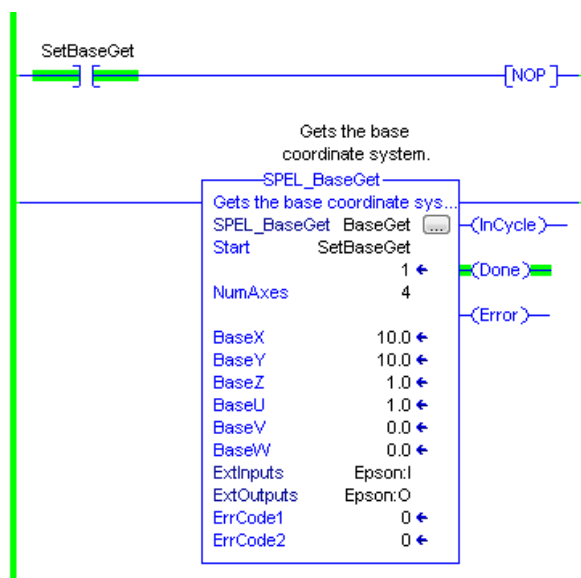 SetBaseGet
NOP
Gets the base
coordinate system.
SPEL_BaseGet
Gets the base coordinate sys...
SPEL_BaseGet BaseGet ...
(InCycle)
Start SetBaseGet
1
(Done)
NumAxes 4
(Error)
BaseX 10.0
BaseY 10.0
BaseZ 1.0
BaseU 1.0
BaseV 0.0
BaseW 0.0
ExtInputs Epson:I
ExtOutputs Epson:O
ErrCode1 0
ErrCode2 0